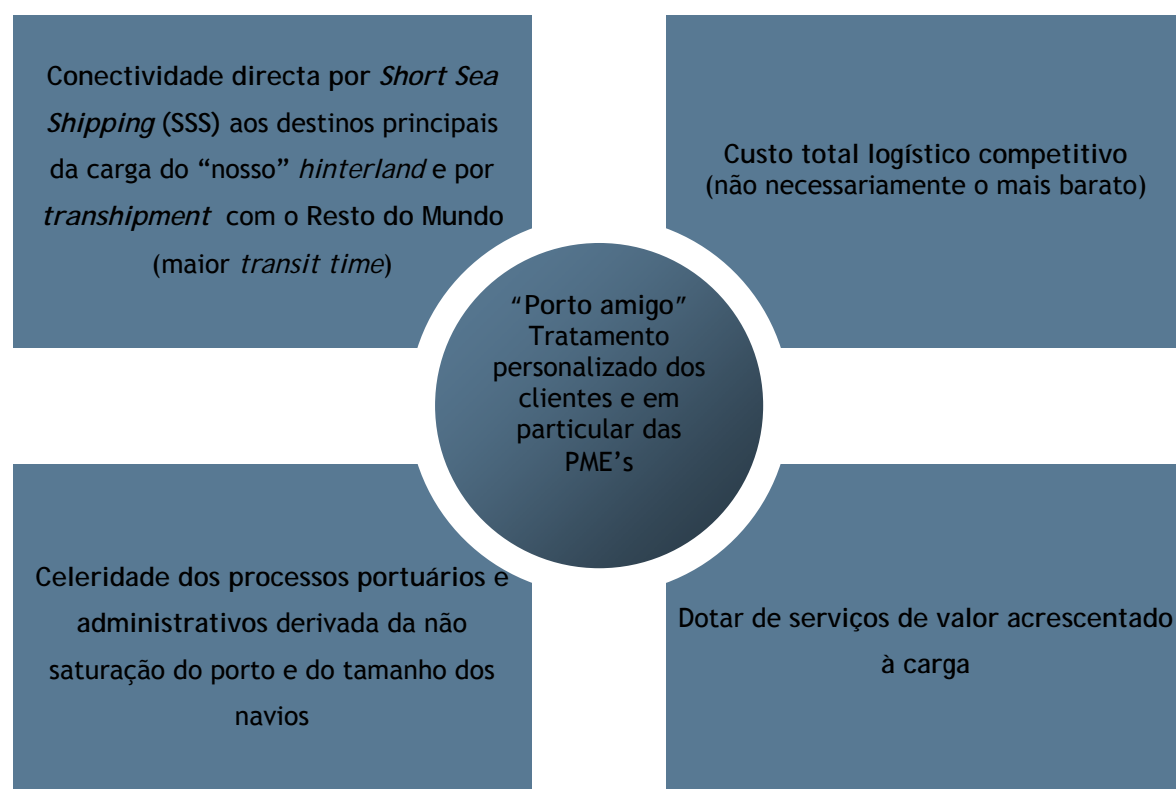 Conectividade directa por Short Sea
Shipping (SSS) aos destinos principais
da carga do “nosso” hinterland e por
transhipment com o Resto do Mundo
(maior transit time)
Custo total logístico competitivo
(não necessariamente o mais barato)
“Porto amigo”
Tratamento
personalizado dos
clientes e em
particular das
PME’s
Celeridade dos processos portuários e
administrativos derivada da não
saturação do porto e do tamanho dos
navios
Dotar de serviços de valor acrescentado
à carga